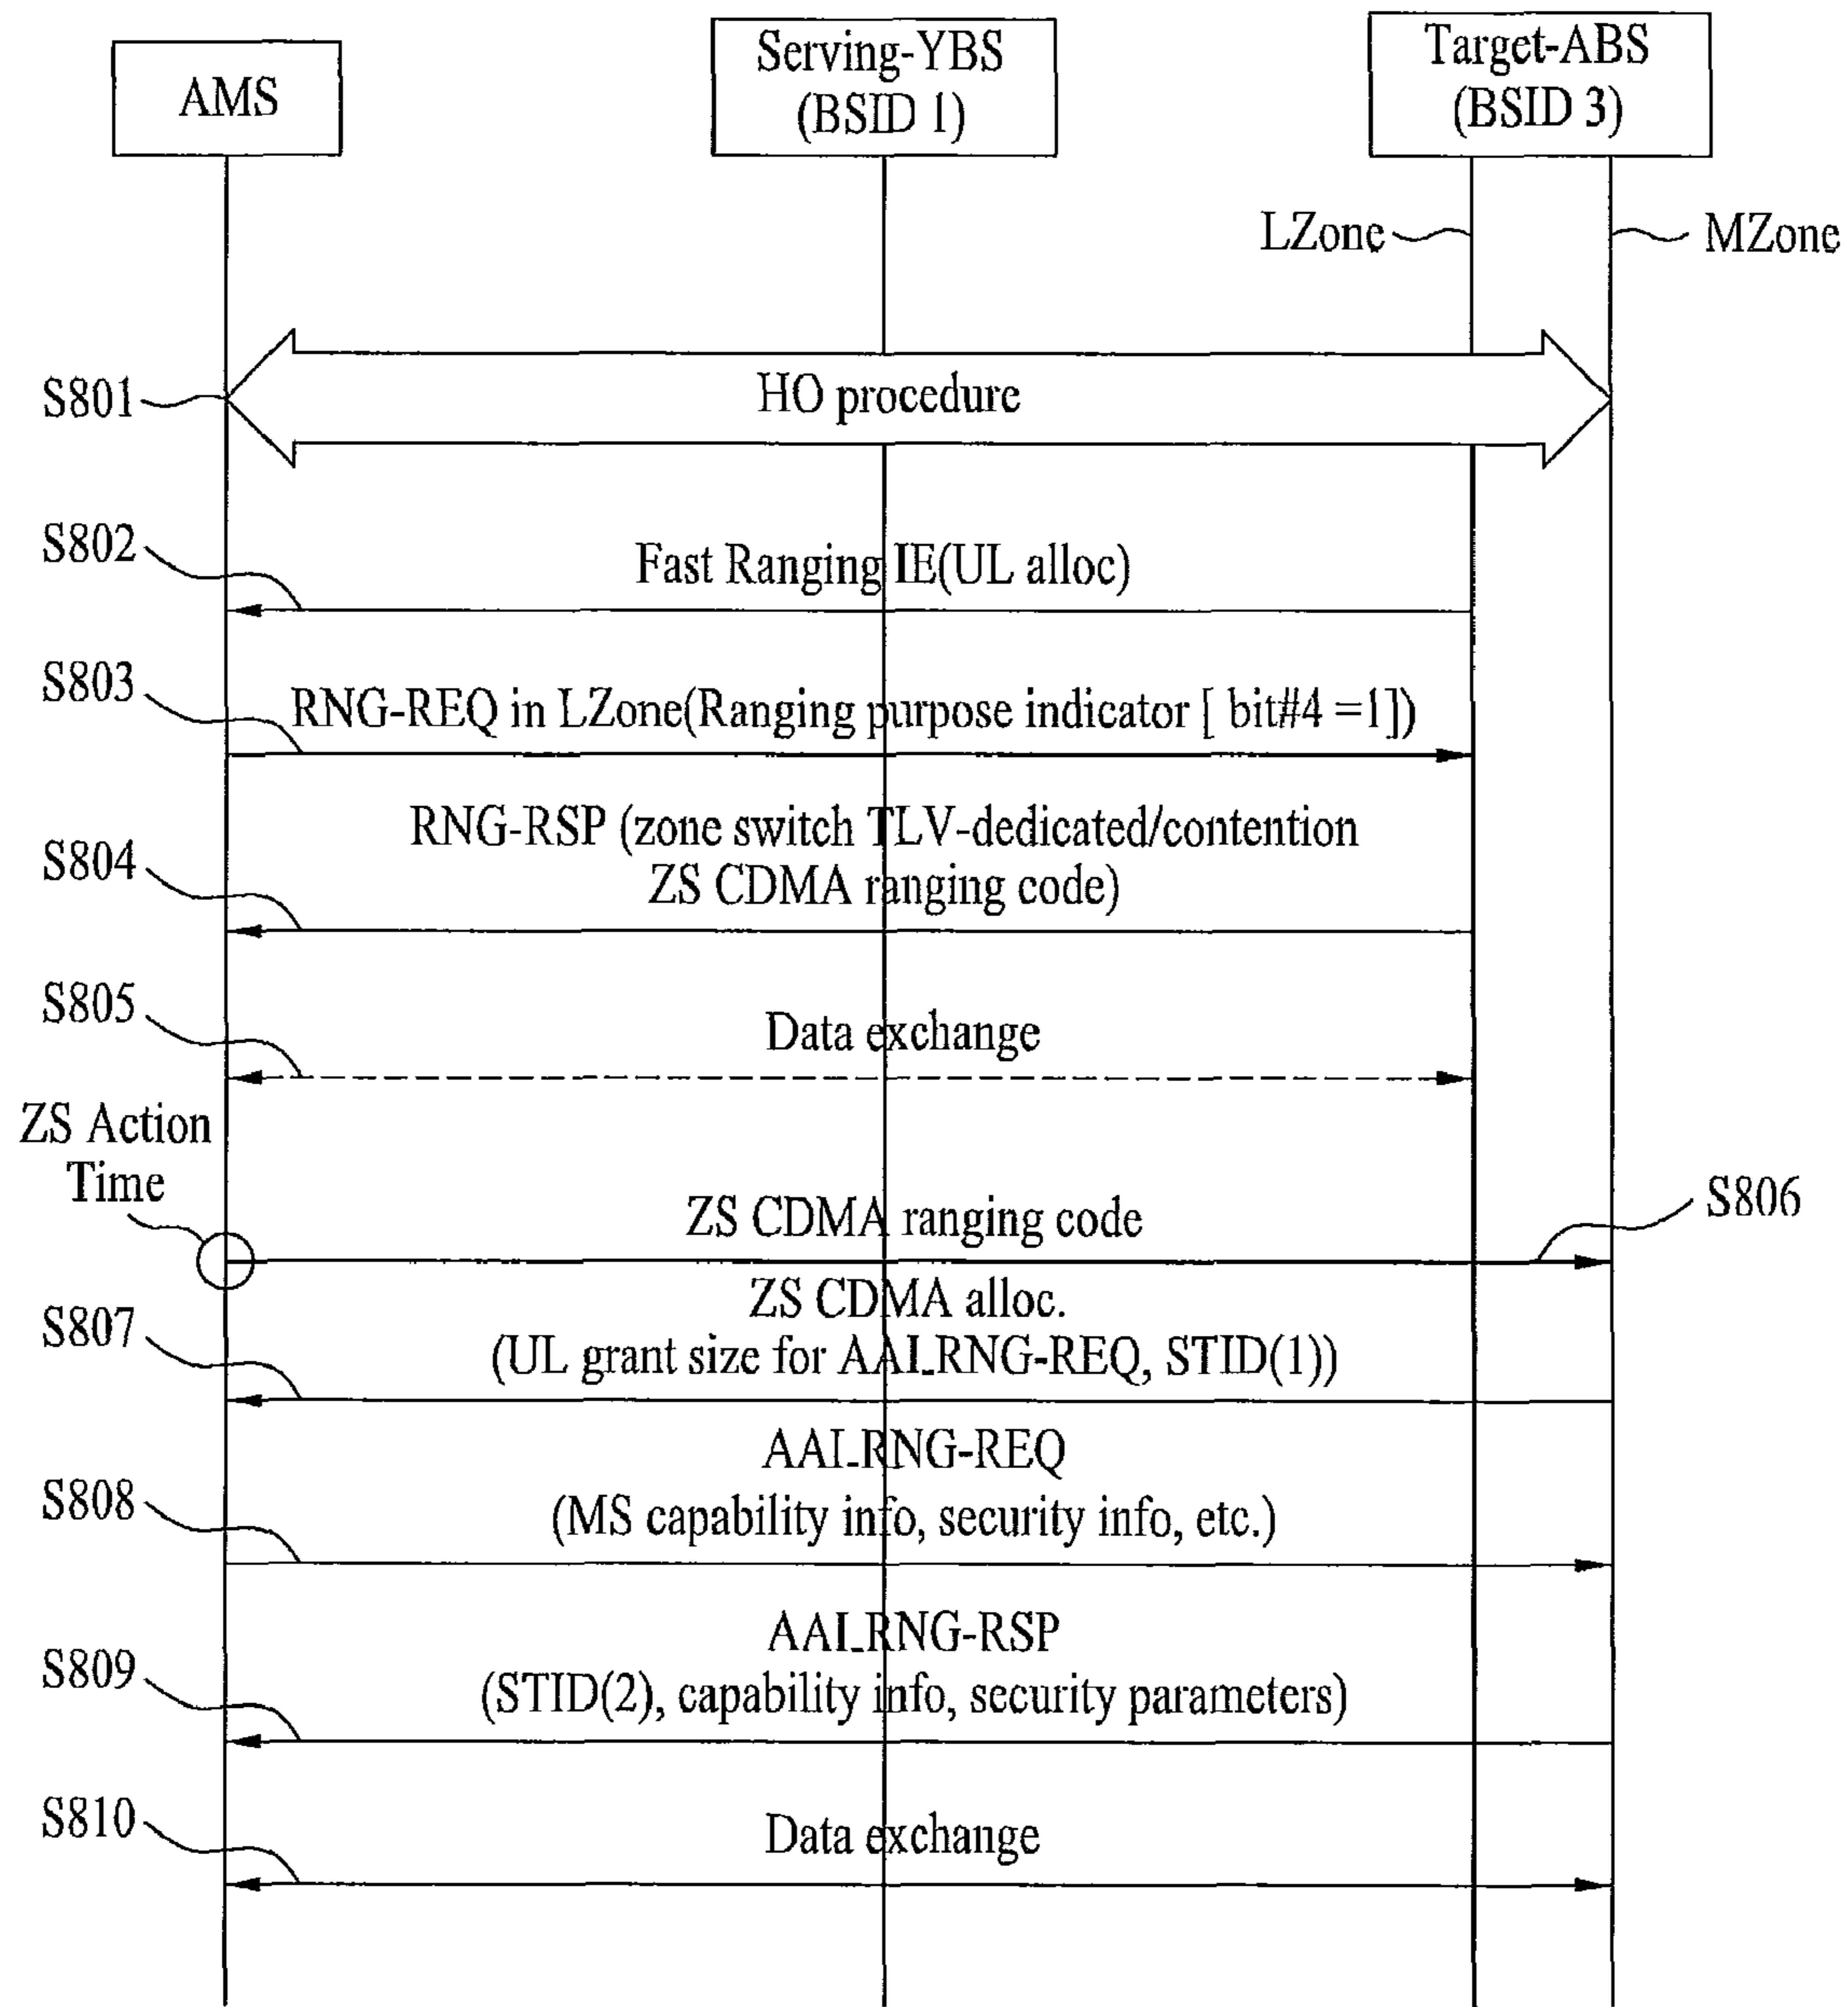 AMS
Serving-YBS
(BSID 1)
Target-ABS
(BSID 3)
LZone
MZone
S801
HO procedure
S802
Fast Ranging IE(UL alloc)
S803
RNG-REQ in LZone(Ranging purpose indicator [ bit#4 =1])
S804
RNG-RSP (zone switch TLV-dedicated/contention
ZS CDMA ranging code)
S805
Data exchange
ZS Action
Time
ZS CDMA ranging code
S806
S807
ZS CDMA alloc.
(UL grant size for AAI_RNG-REQ, STID(1))
S808
AAI_RNG-REQ
(MS capability info, security info, etc.)
S809
AAI_RNG-RSP
(STID(2), capability info, security parameters)
S810
Data exchange